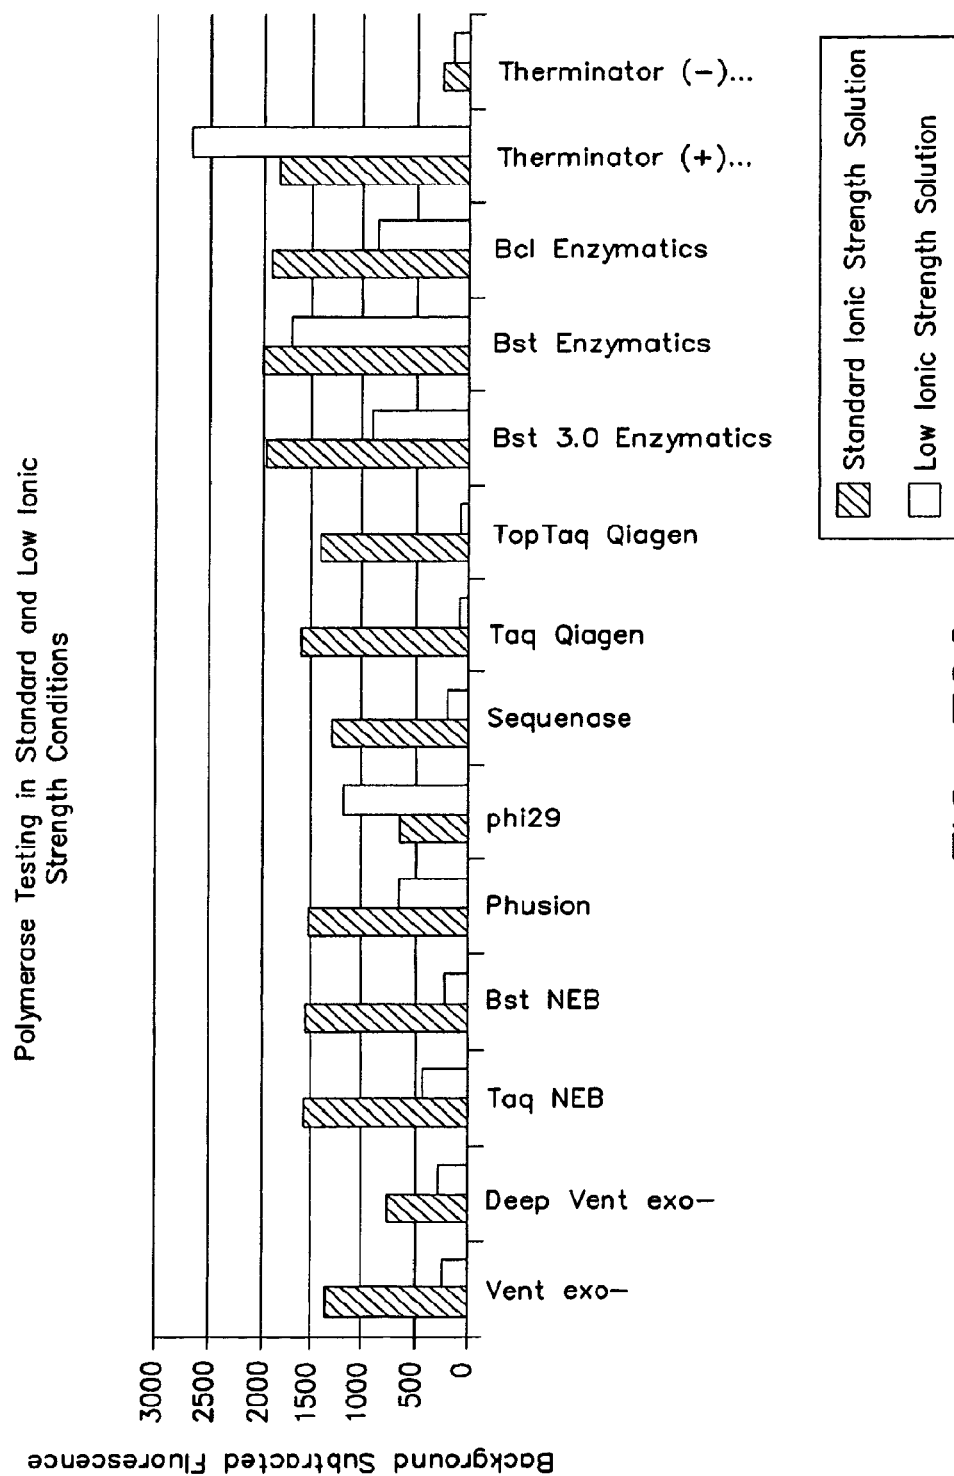 Polymerase Testing in Standard and Low Ionic
Strength Conditions
Background Subtracted Fluorescence
3000
2500
2000
1500
1000
500
0
Vent exo-
Deep Vent exo-
Taq NEB
Bst NEB
Phusion
phi29
Sequenase
Taq Qiagen
TopTaq Qiagen
Bst 3.0 Enzymatics
Bst Enzymatics
Bcl Enzymatics
Therminator (+)...
Therminator (-)...
Standard Ionic Strength Solution
Low Ionic Strength Solution